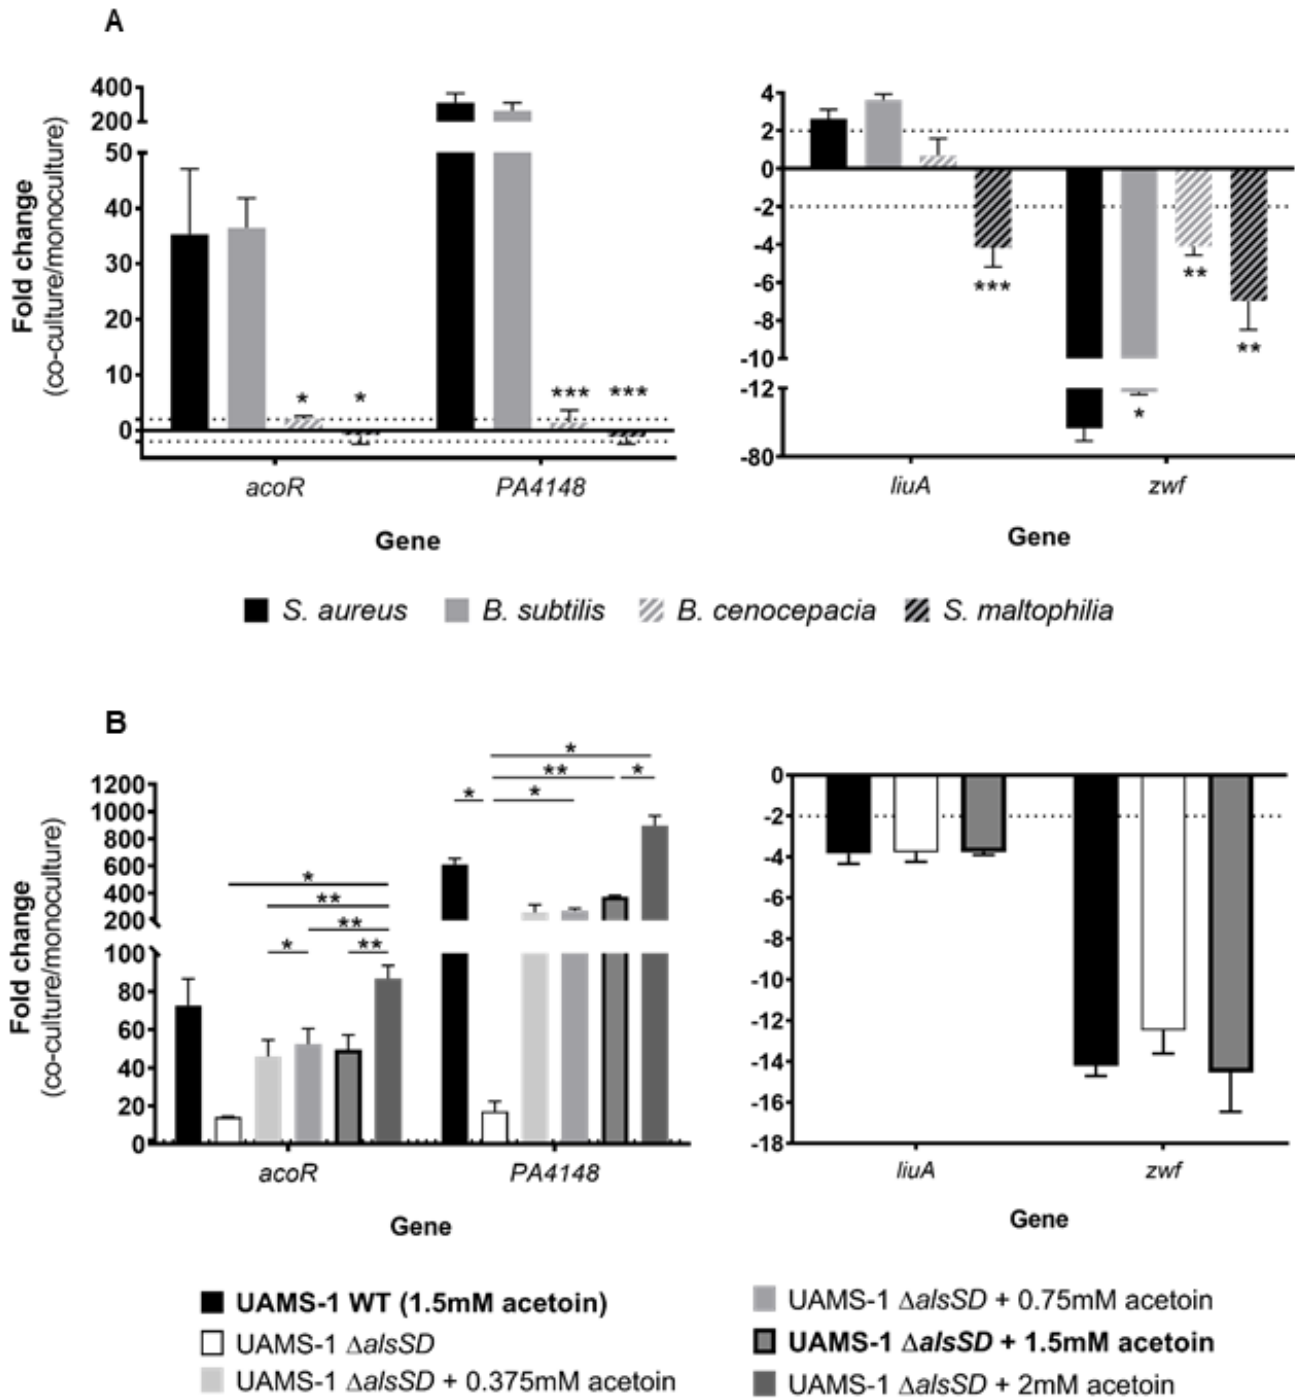 A
Fold change
(co-culture/monoculture)
400
200
50
40
30
20
10
0
* * *** ***
acoR PA4148
Gene
4
2
0
-2
-4
-6
-8
-10
-12
-80
*** * ** **
liuA zwf
Gene
S. aureus B. subtilis B. cenocepacia S. maltophilia
B
Fold change
(co-culture/monoculture)
1200
1000
800
600
400
200
100
80
60
40
20
0
*
**
**
* **
*
** *
* *
acoR PA4148
Gene
0
-2
-4
-6
-8
-10
-12
-14
-16
-18
liuA zwf
Gene
UAMS-1 WT (1.5mM acetoin)
UAMS-1 ΔalsSD
UAMS-1 ΔalsSD + 0.375mM acetoin
UAMS-1 ΔalsSD + 0.75mM acetoin
UAMS-1 ΔalsSD + 1.5mM acetoin
UAMS-1 ΔalsSD + 2mM acetoin